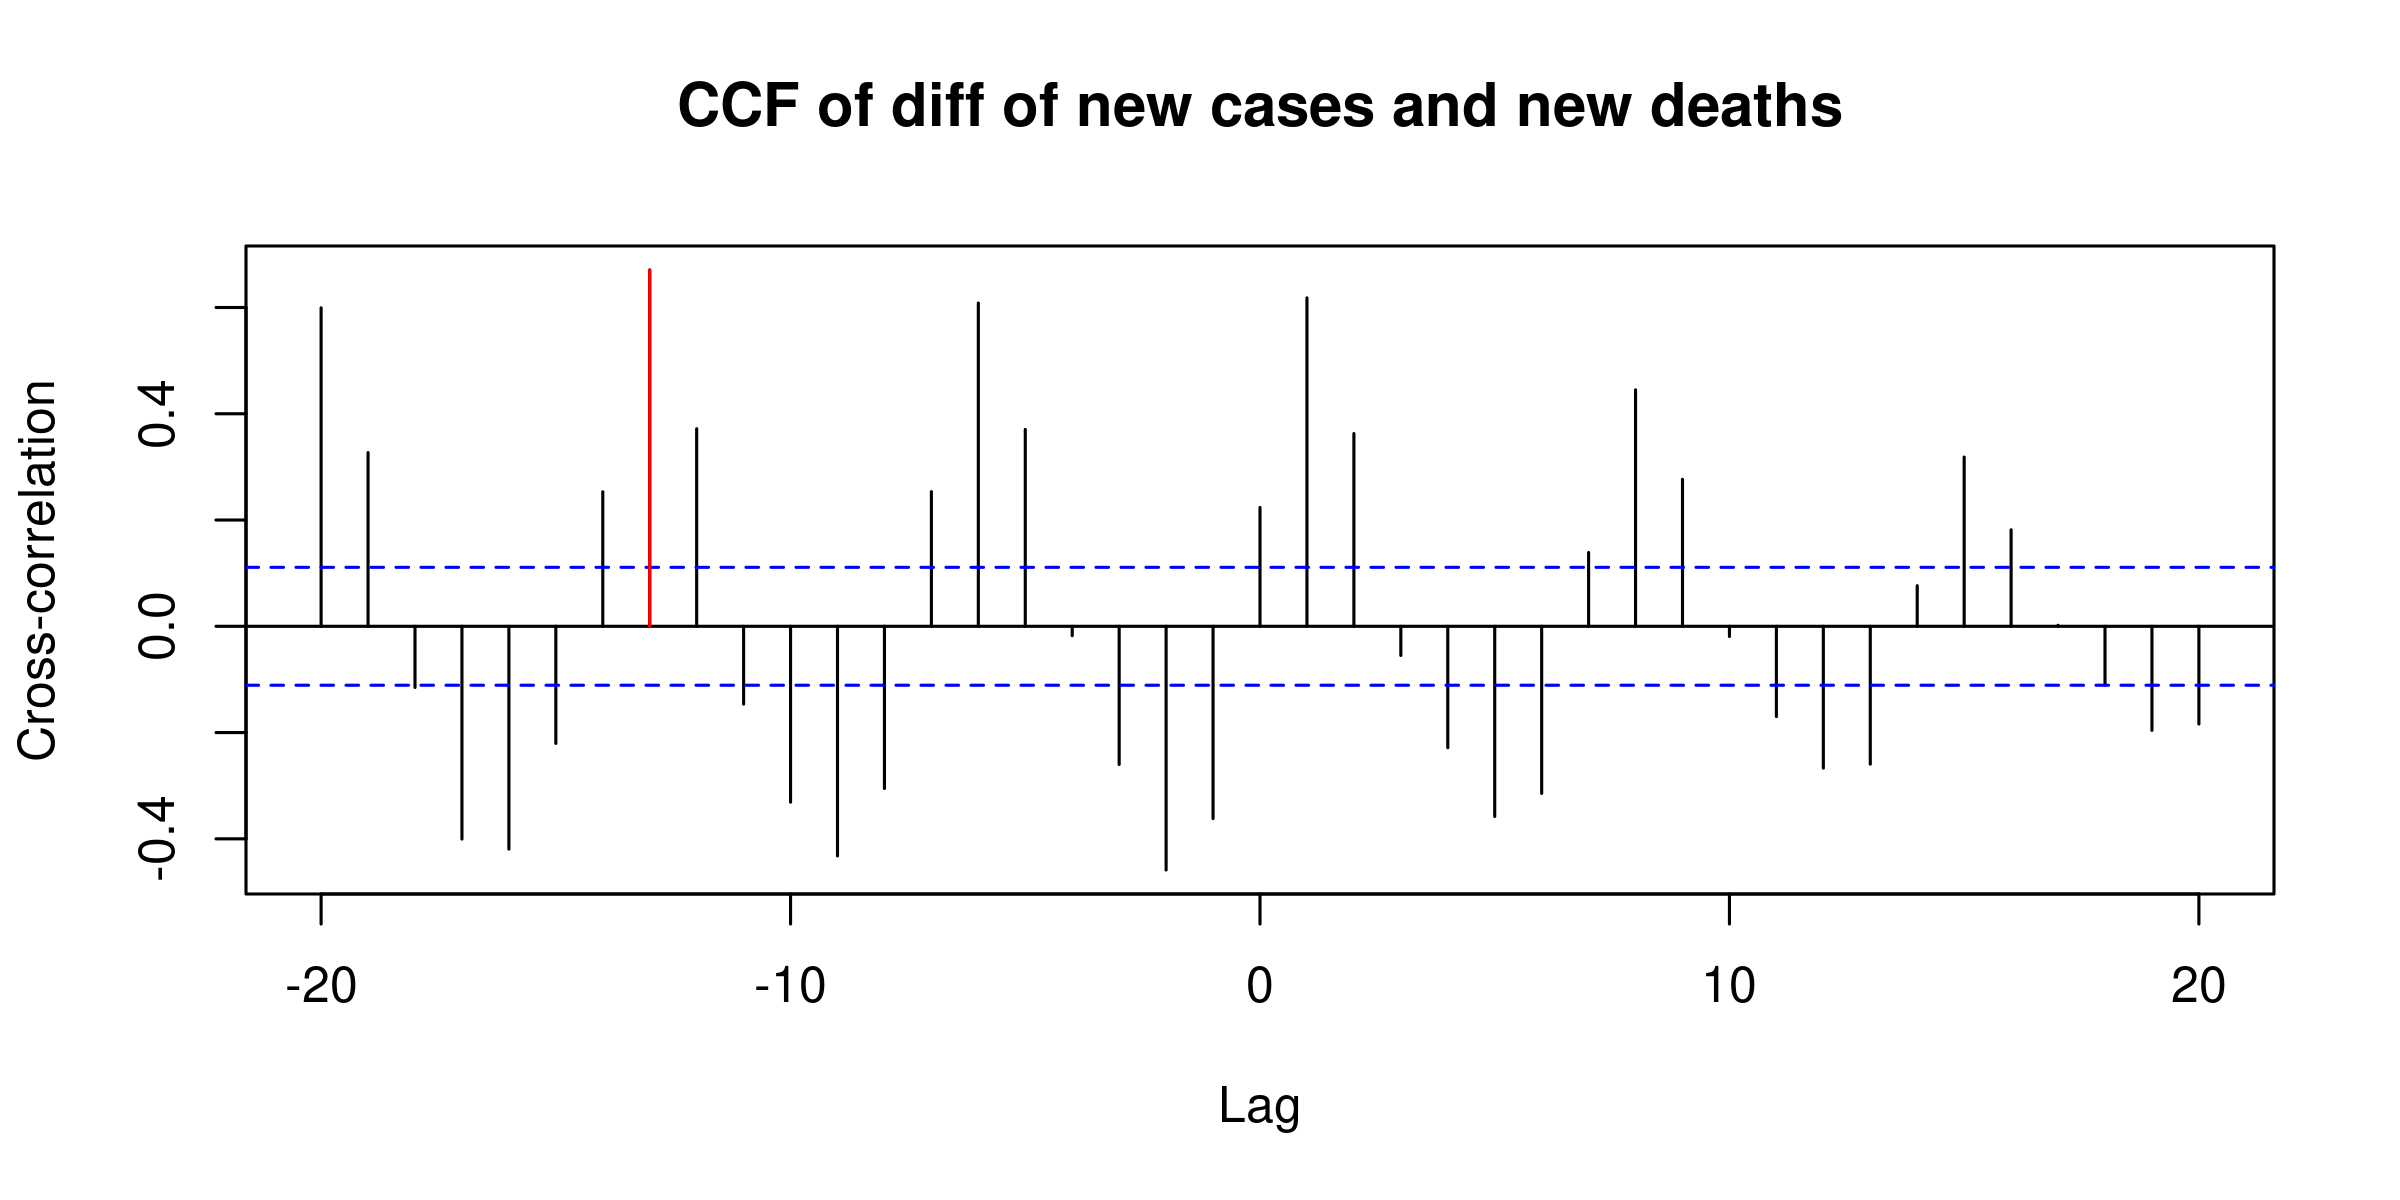 CCF of diff of new cases and new deaths
Cross-correlation
0.4
0.0
-0.4
-20 -10 0 10 20
Lag